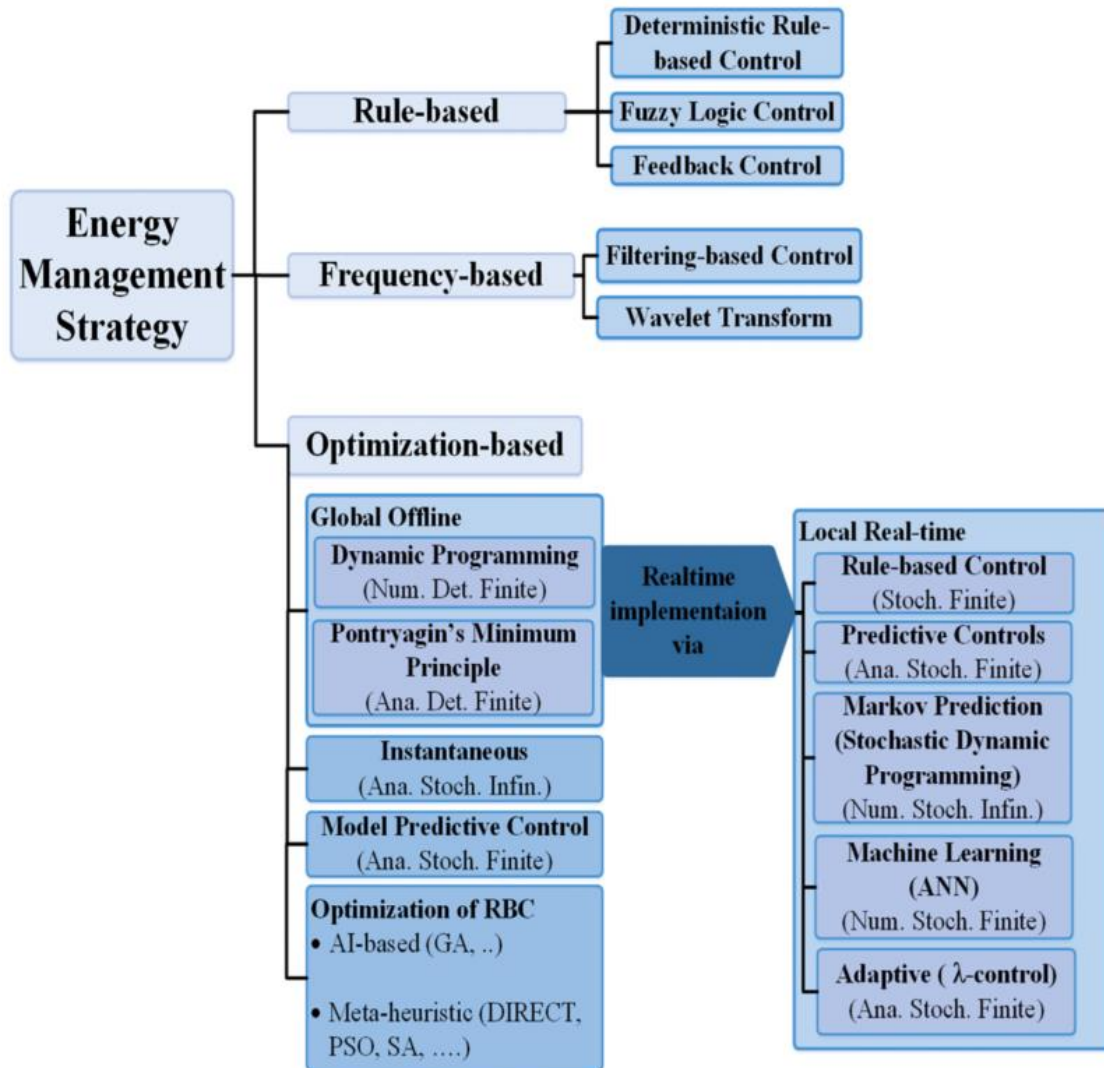 Energy
Management
Strategy
Rule-based
Deterministic Rule-
based Control
Fuzzy Logic Control
Feedback Control
Frequency-based
Filtering-based Control
Wavelet Transform
Optimization-based
Global Offline
Dynamic Programming
(Num. Det. Finite)
Pontryagin's Minimum
Principle
(Ana. Det. Finite)
Instantaneous
(Ana. Stoch. Infin.)
Model Predictive Control
(Ana. Stoch. Finite)
Optimization of RBC
• AI-based (GA, ..)
• Meta-heuristic (DIRECT,
PSO, SA, ….)
Realtime
implementaion
via
Local Real-time
Rule-based Control
(Stoch. Finite)
Predictive Controls
(Ana. Stoch. Finite)
Markov Prediction
(Stochastic Dynamic
Programming)
(Num. Stoch. Infin.)
Machine Learning
(ANN)
(Num. Stoch. Finite)
Adaptive ( λ-control)
(Ana. Stoch. Finite)